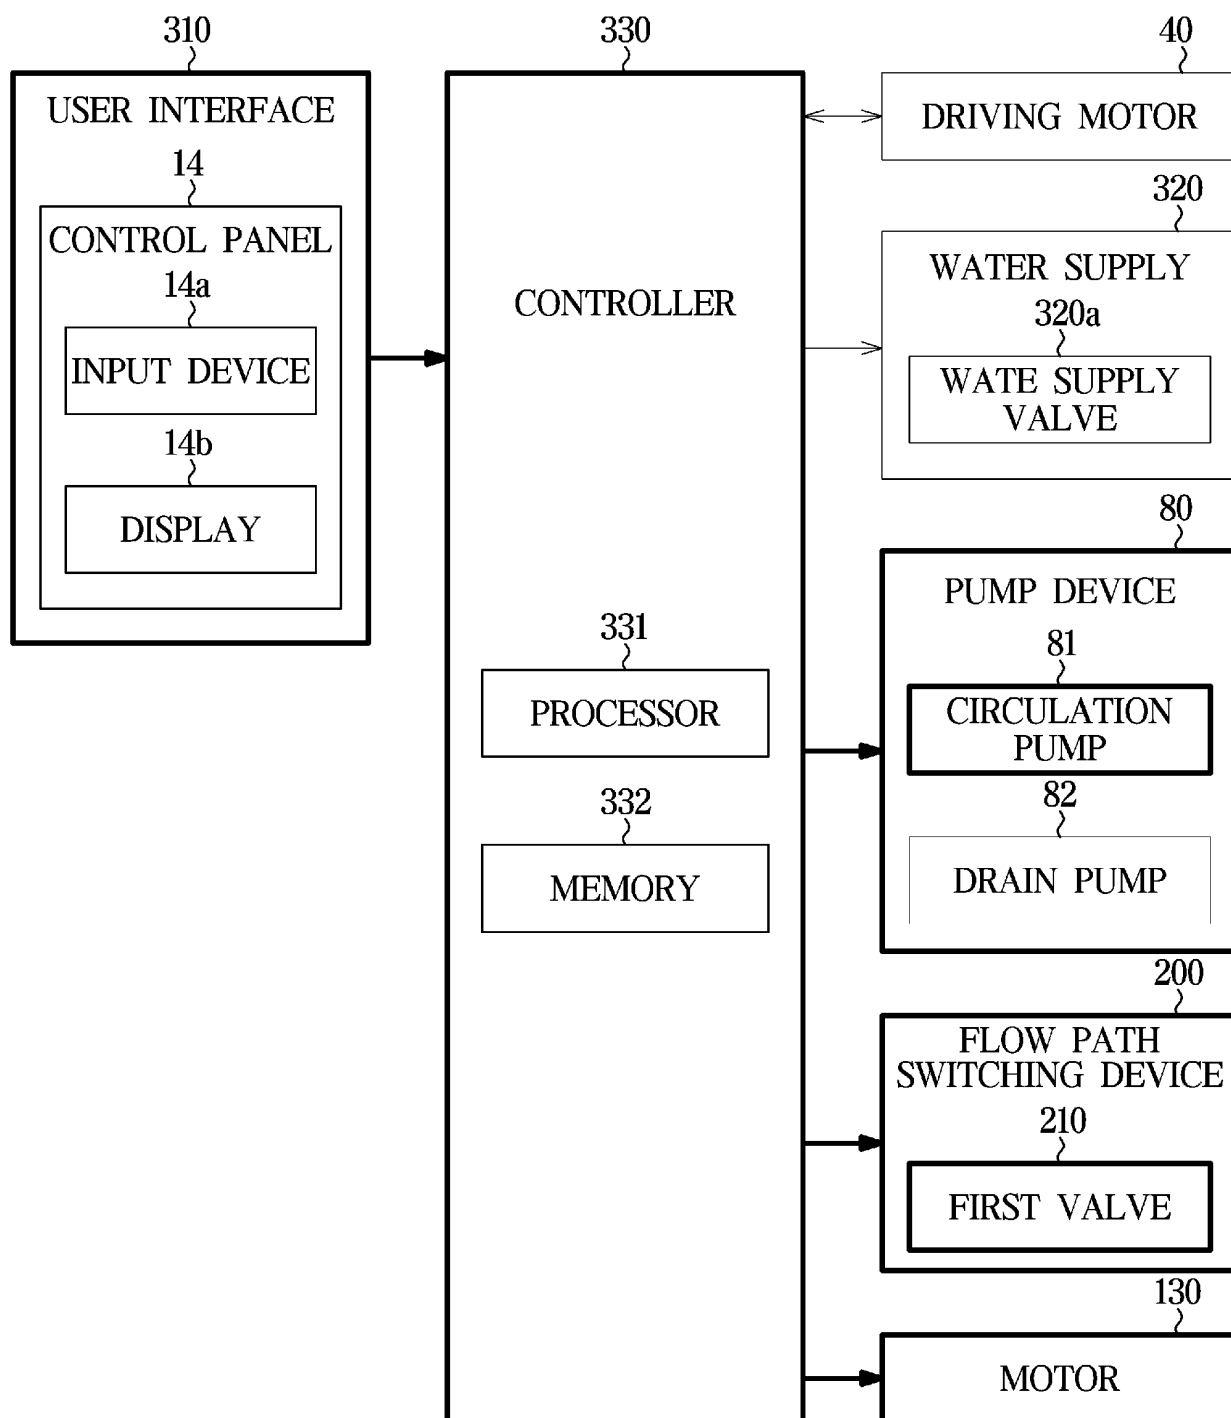 310
USER INTERFACE
14
CONTROL PANEL
14a
INPUT DEVICE
14b
DISPLAY
330
CONTROLLER
331
PROCESSOR
332
MEMORY
40
DRIVING MOTOR
320
WATER SUPPLY
320a
WATE SUPPLY
VALVE
80
PUMP DEVICE
81
CIRCULATION
PUMP
82
DRAIN PUMP
200
FLOW PATH
SWITCHING DEVICE
210
FIRST VALVE
130
MOTOR